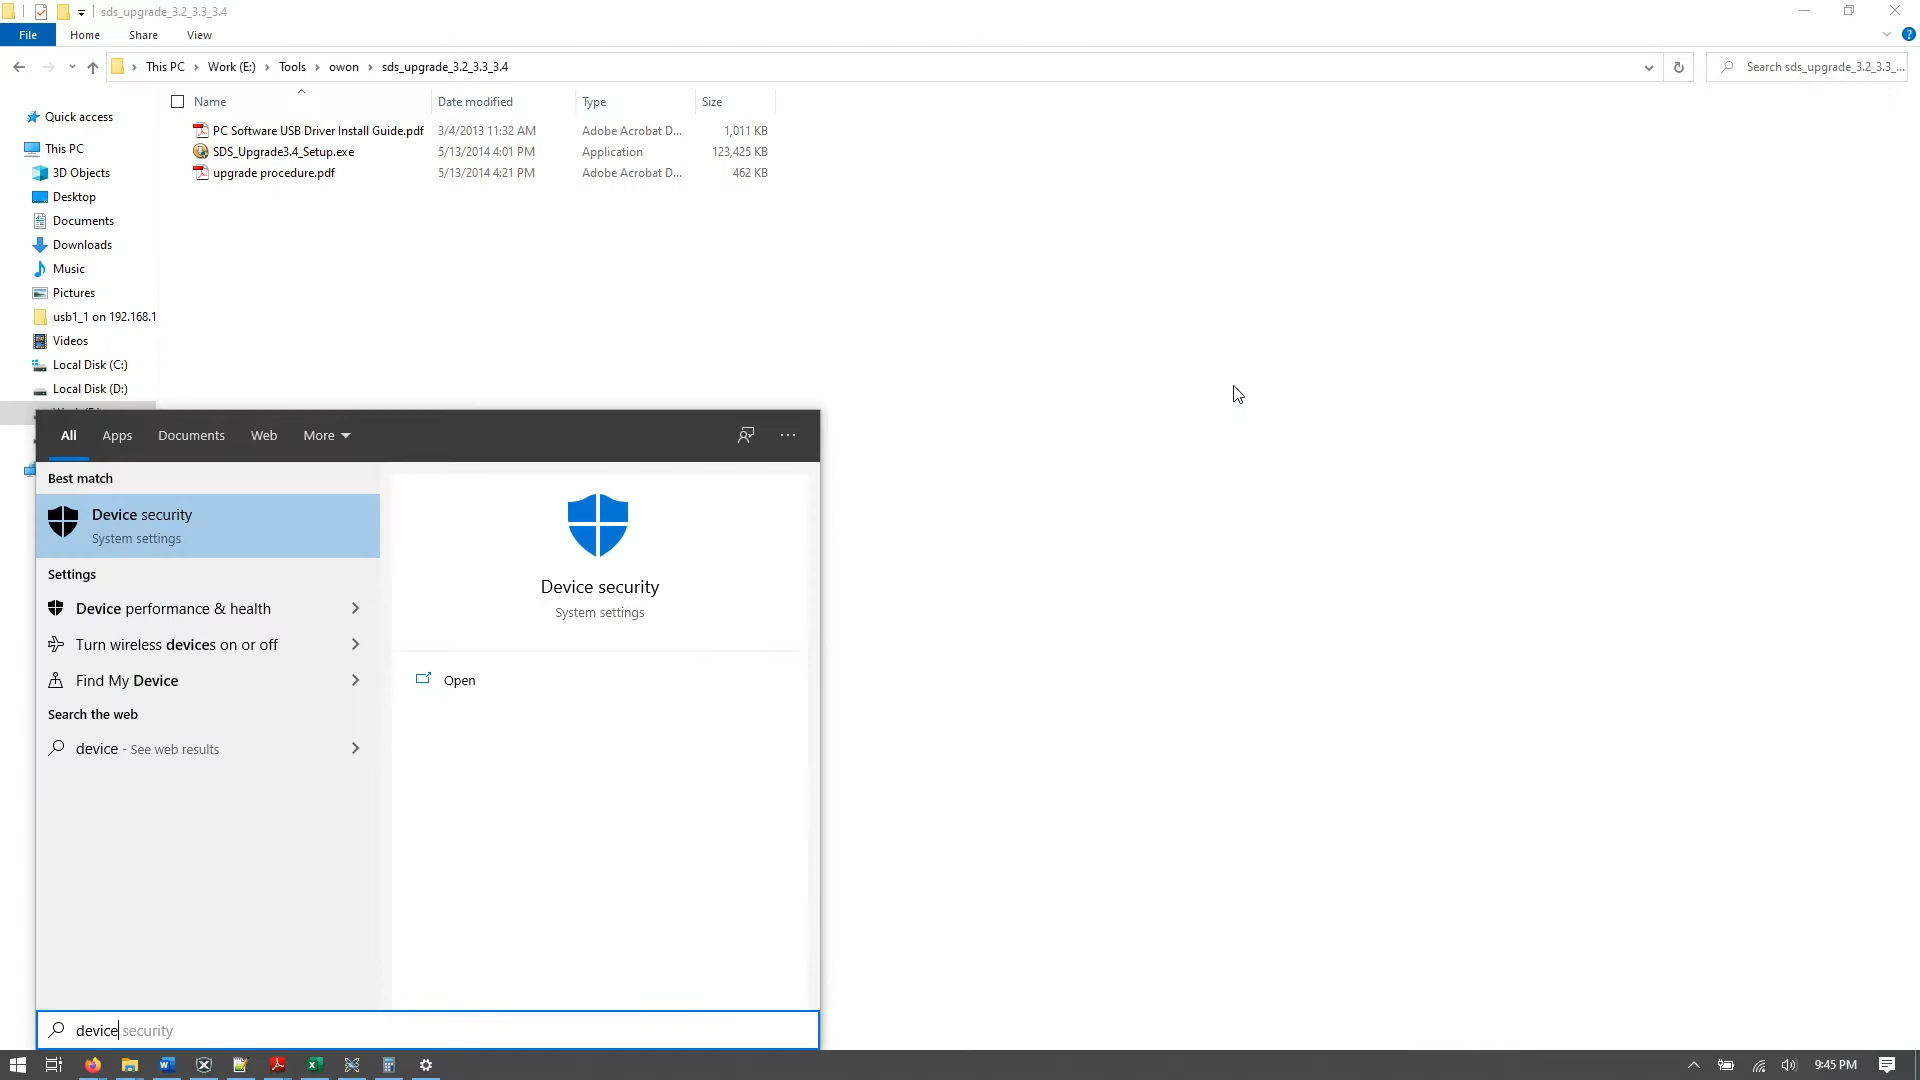 sds_upgrade_3.2_3.3_3.4
File Home Share View
This PC Work (E:) Tools owon sds_upgrade_3.2_3.3_3.4 Search sds_upgrade_3.2_3.3_...
Name Date modified Type Size
PC Software USB Driver Install Guide.pdf 3/4/2013 11:32 AM Adobe Acrobat D... 1,011 KB
SDS_Upgrade3.4_Setup.exe 5/13/2014 4:01 PM Application 123,425 KB
upgrade procedure.pdf 5/13/2014 4:21 PM Adobe Acrobat D... 462 KB
Quick access
This PC
3D Objects
Desktop
Documents
Downloads
Music
Pictures
usb1_1 on 192.168.1
Videos
Local Disk (C:)
Local Disk (D:)
All Apps Documents Web More
Best match
Device security
System settings
Settings
Device performance & health
Turn wireless devices on or off
Find My Device
Search the web
device - See web results
Device security
System settings
Open
device security
9:45 PM